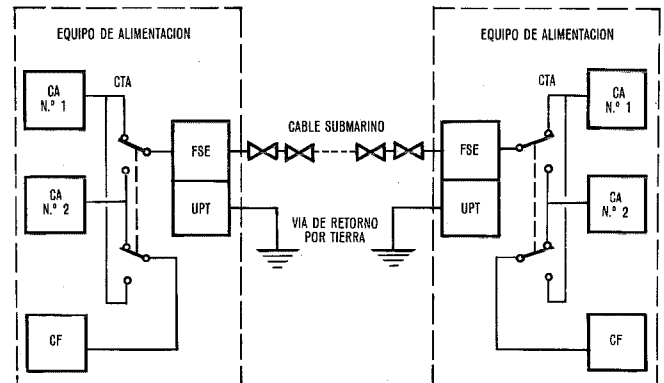 EQUIPO DE ALIMENTACION
CA
N.º 1
CTA
CA
N.º 2
CF
FSE
UPT
CABLE SUBMARINO
VIA DE RETORNO
POR TIERRA
EQUIPO DE ALIMENTACION
FSE
UPT
CTA
CA
N.º 1
CA
N.º 2
CF